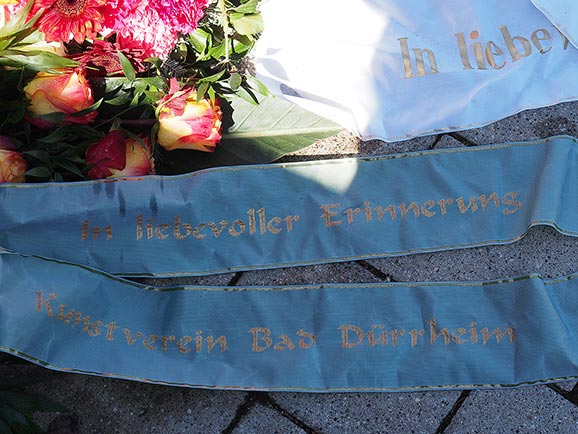 In liebe
In liebevoller Erinnerung
Kunstverein Bad Dürrheim